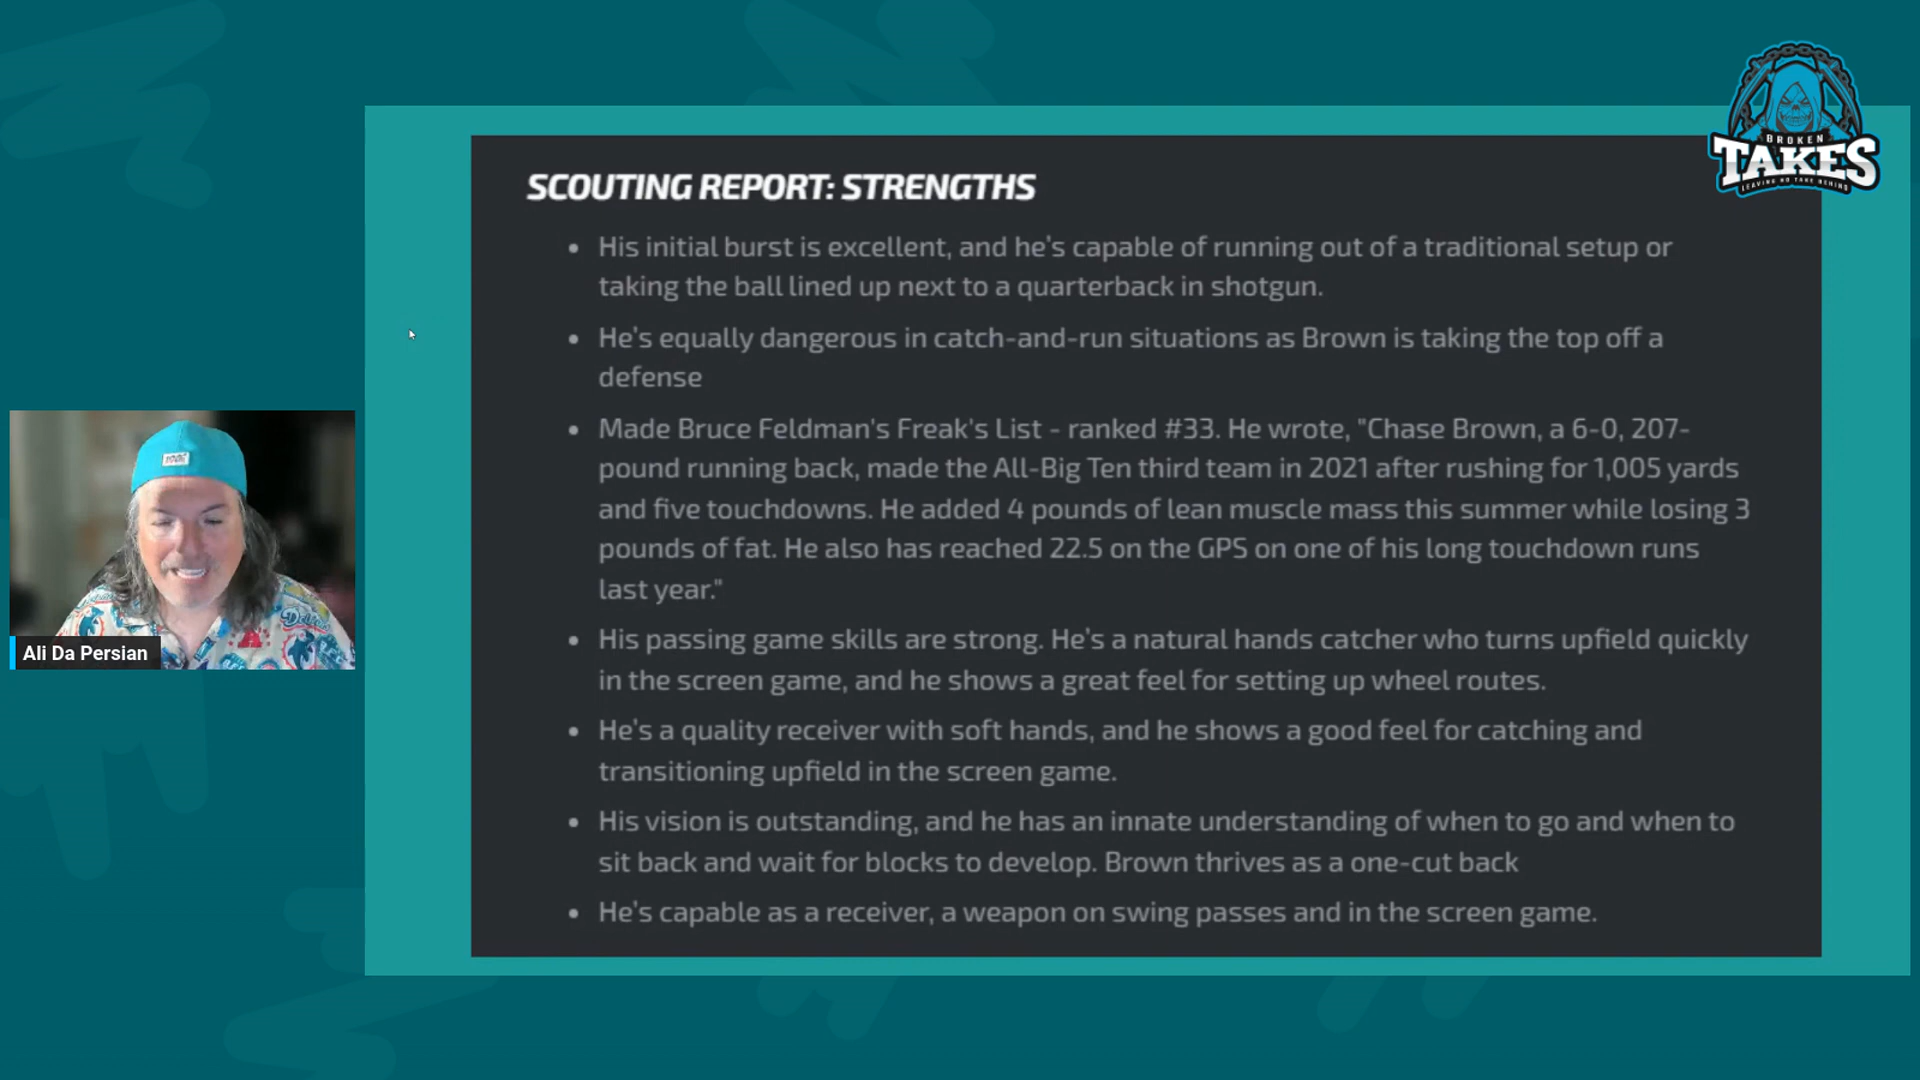 BROKEN
TAKES
LEAVING NO TAKE BEHIND
SCOUTING REPORT: STRENGTHS
• His initial burst is excellent, and he's capable of running out of a traditional setup or
taking the ball lined up next to a quarterback in shotgun.
• He's equally dangerous in catch-and-run situations as Brown is taking the top off a
defense
• Made Bruce Feldman's Freak's List - ranked #33. He wrote, "Chase Brown, a 6-0, 207-
pound running back, made the All-Big Ten third team in 2021 after rushing for 1,005 yards
and five touchdowns. He added 4 pounds of lean muscle mass this summer while losing 3
pounds of fat. He also has reached 22.5 on the GPS on one of his long touchdown runs
last year."
• His passing game skills are strong. He's a natural hands catcher who turns upfield quickly
in the screen game, and he shows a great feel for setting up wheel routes.
• He's a quality receiver with soft hands, and he shows a good feel for catching and
transitioning upfield in the screen game.
• His vision is outstanding, and he has an innate understanding of when to go and when to
sit back and wait for blocks to develop. Brown thrives as a one-cut back
• He's capable as a receiver, a weapon on swing passes and in the screen game.
Ali Da Persian